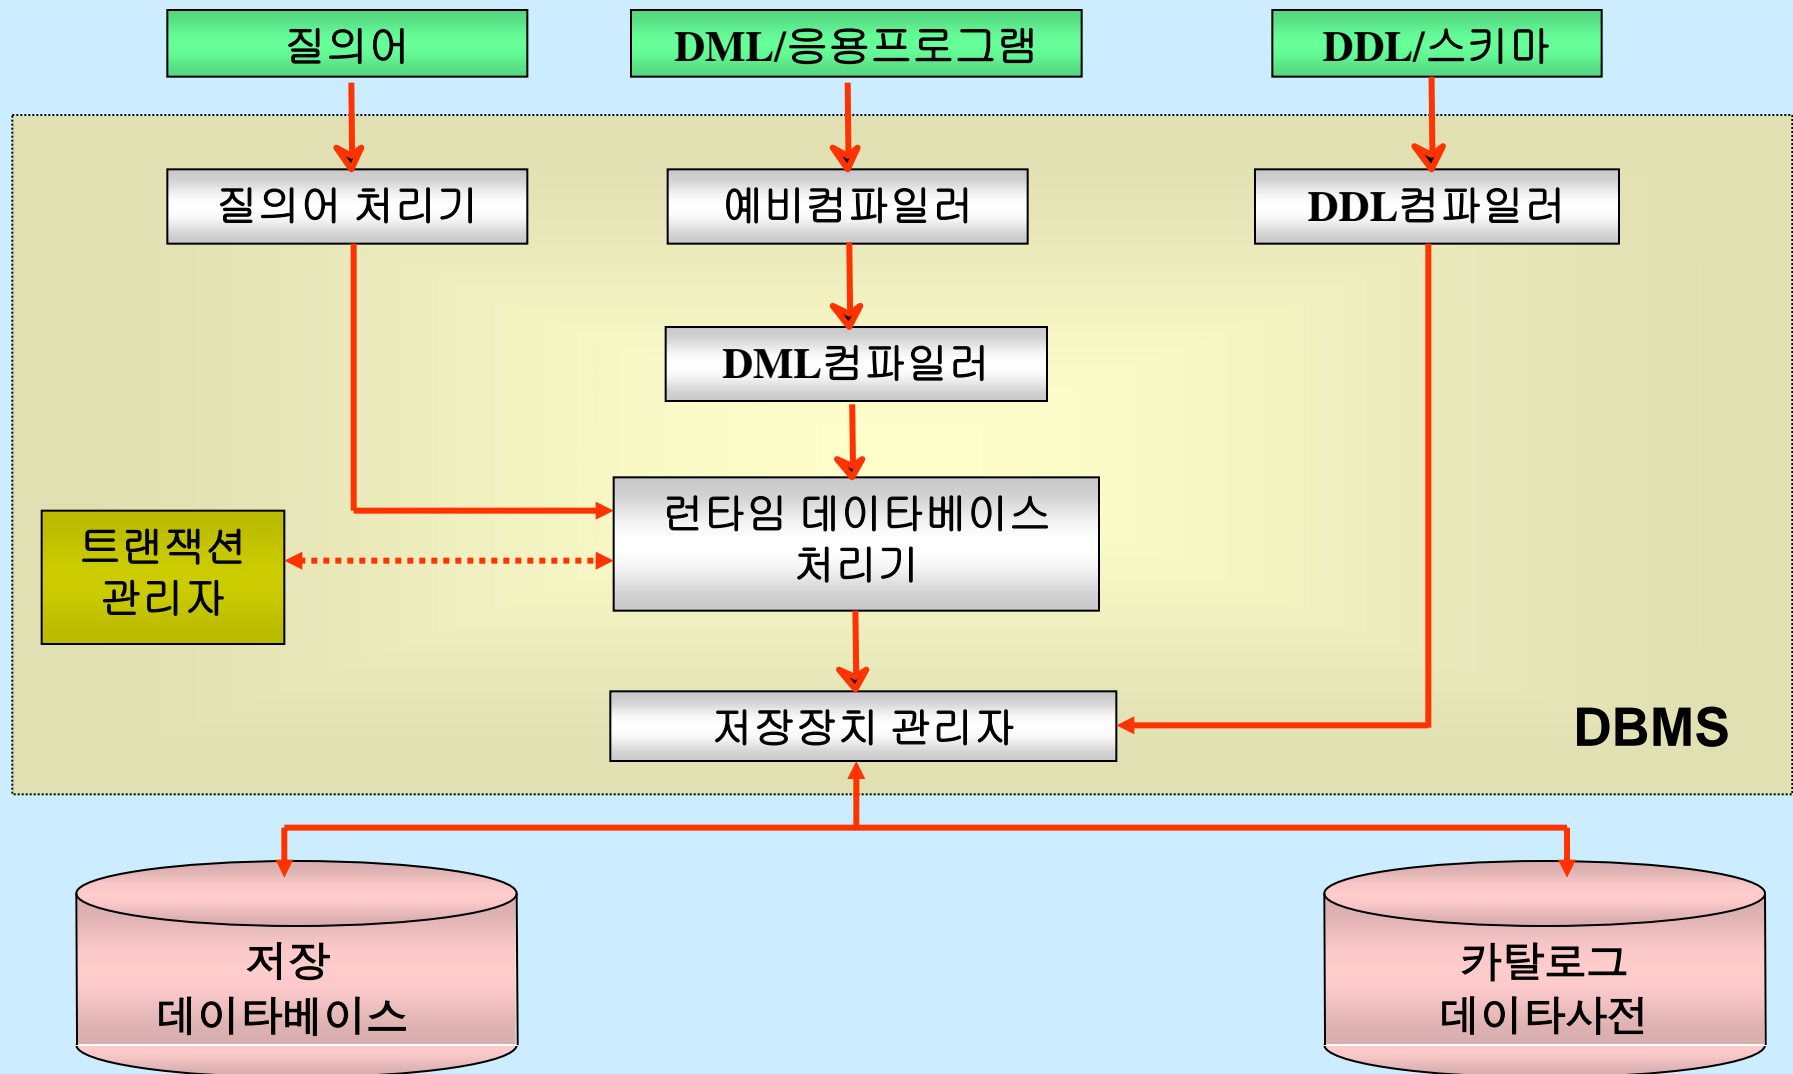 질의어
DML/응용프로그램
DDL/스키마
질의어 처리기
예비컴파일러
DDL컴파일러
DML컴파일러
런타임 데이타베이스
처리기
트랜잭션
관리자
저장장치 관리자
DBMS
저장
데이타베이스
카탈로그
데이타사전